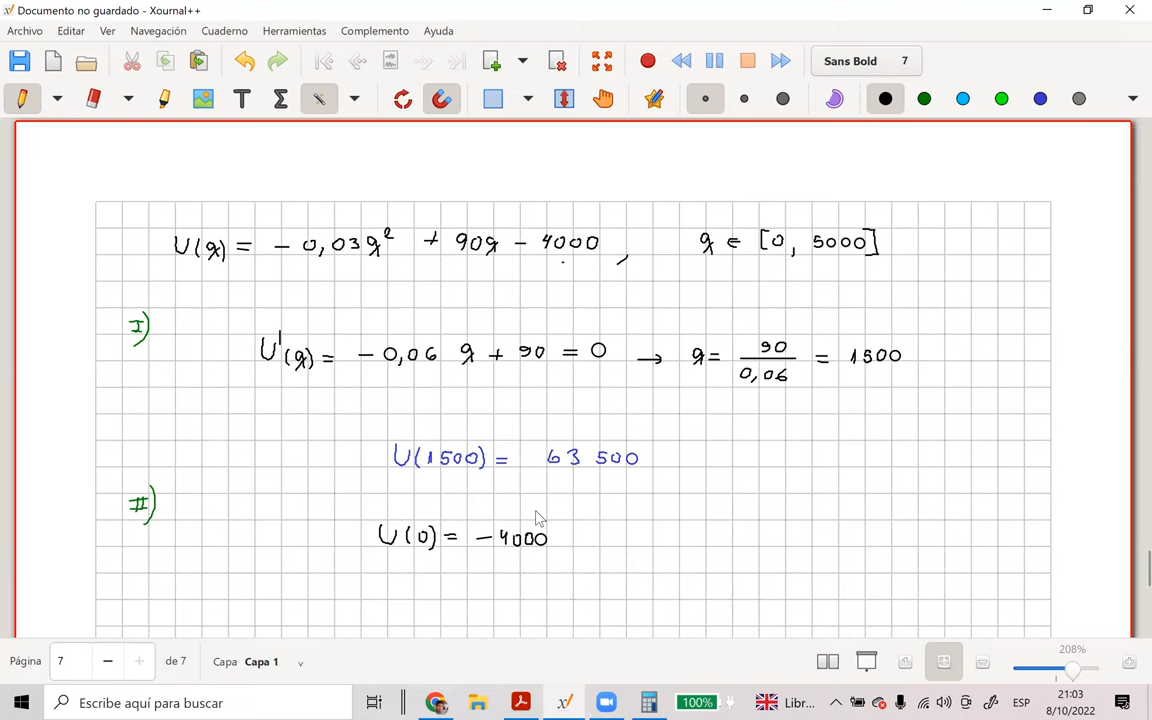 Documento no guardado - Xournal++
Archivo Editar Ver Navegación Cuaderno Herramientas Complemento Ayuda
Sans Bold 7
U(q) = - 0,03q² + 90q - 4000 , q ∈ [0, 5000]
I)
U'(q) = - 0,06 q + 90 = 0 → q = 90/0,06 = 1500
U(1500) = 63 500
II)
U(0) = - 4000
Página 7 de 7 Capa Capa 1 208%
Escribe aquí para buscar 100% Libr... ESP 21:03
8/10/2022